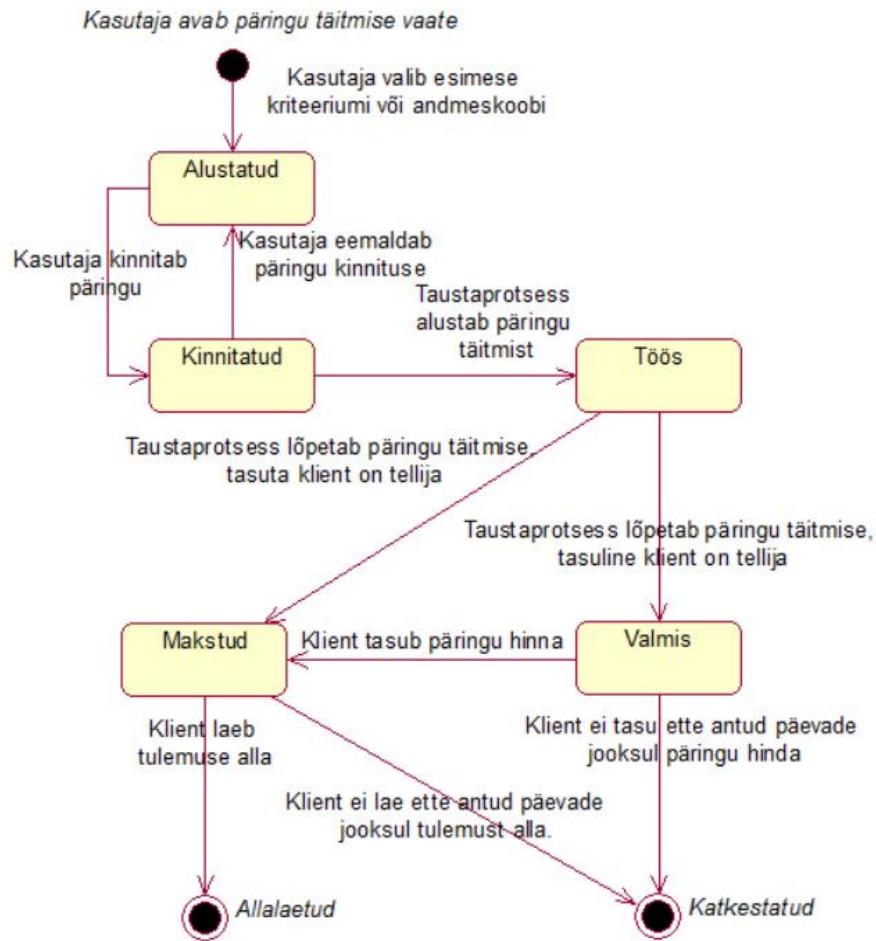 Kasutaja avab päringu täitmise vaate
Kasutaja valib esimese
kriteeriumi või andmeskoobi
Alustatud
Kasutaja eemaldab
päringu kinnituse
Kasutaja kinnitab
päringu
Taustaprotsess
alustab päringu
täitmist
Kinnitatud
Töös
Taustaprotsess lõpetab päringu täitmise,
tasuta klient on tellija
Taustaprotsess lõpetab päringu täitmise,
tasuline klient on tellija
Makstud
Klient tasub päringu hinna
Valmis
Klient laeb
tulemuse alla
Klient ei tasu ette antud päevade
jooksul päringu hinda
Klient ei lae ette antud päevade
jooksul tulemust alla.
Allalaetud
Katkestatud